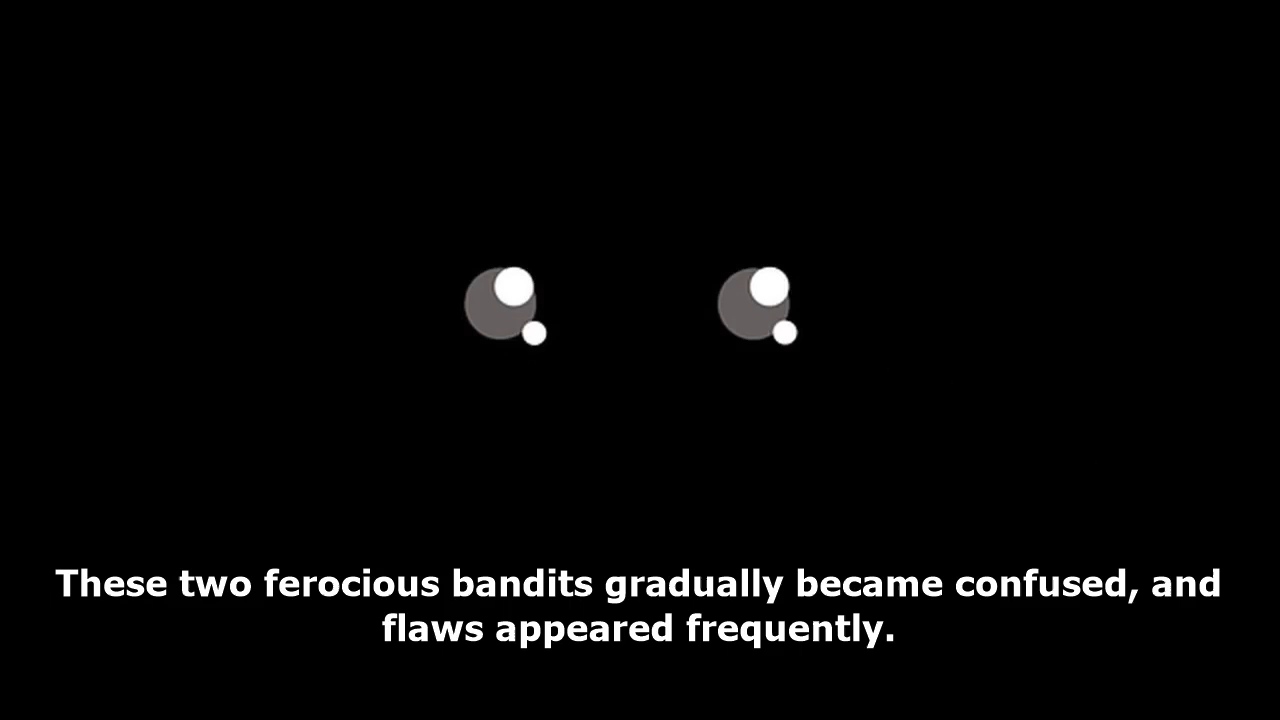 These two ferocious bandits gradually became confused, and
flaws appeared frequently.